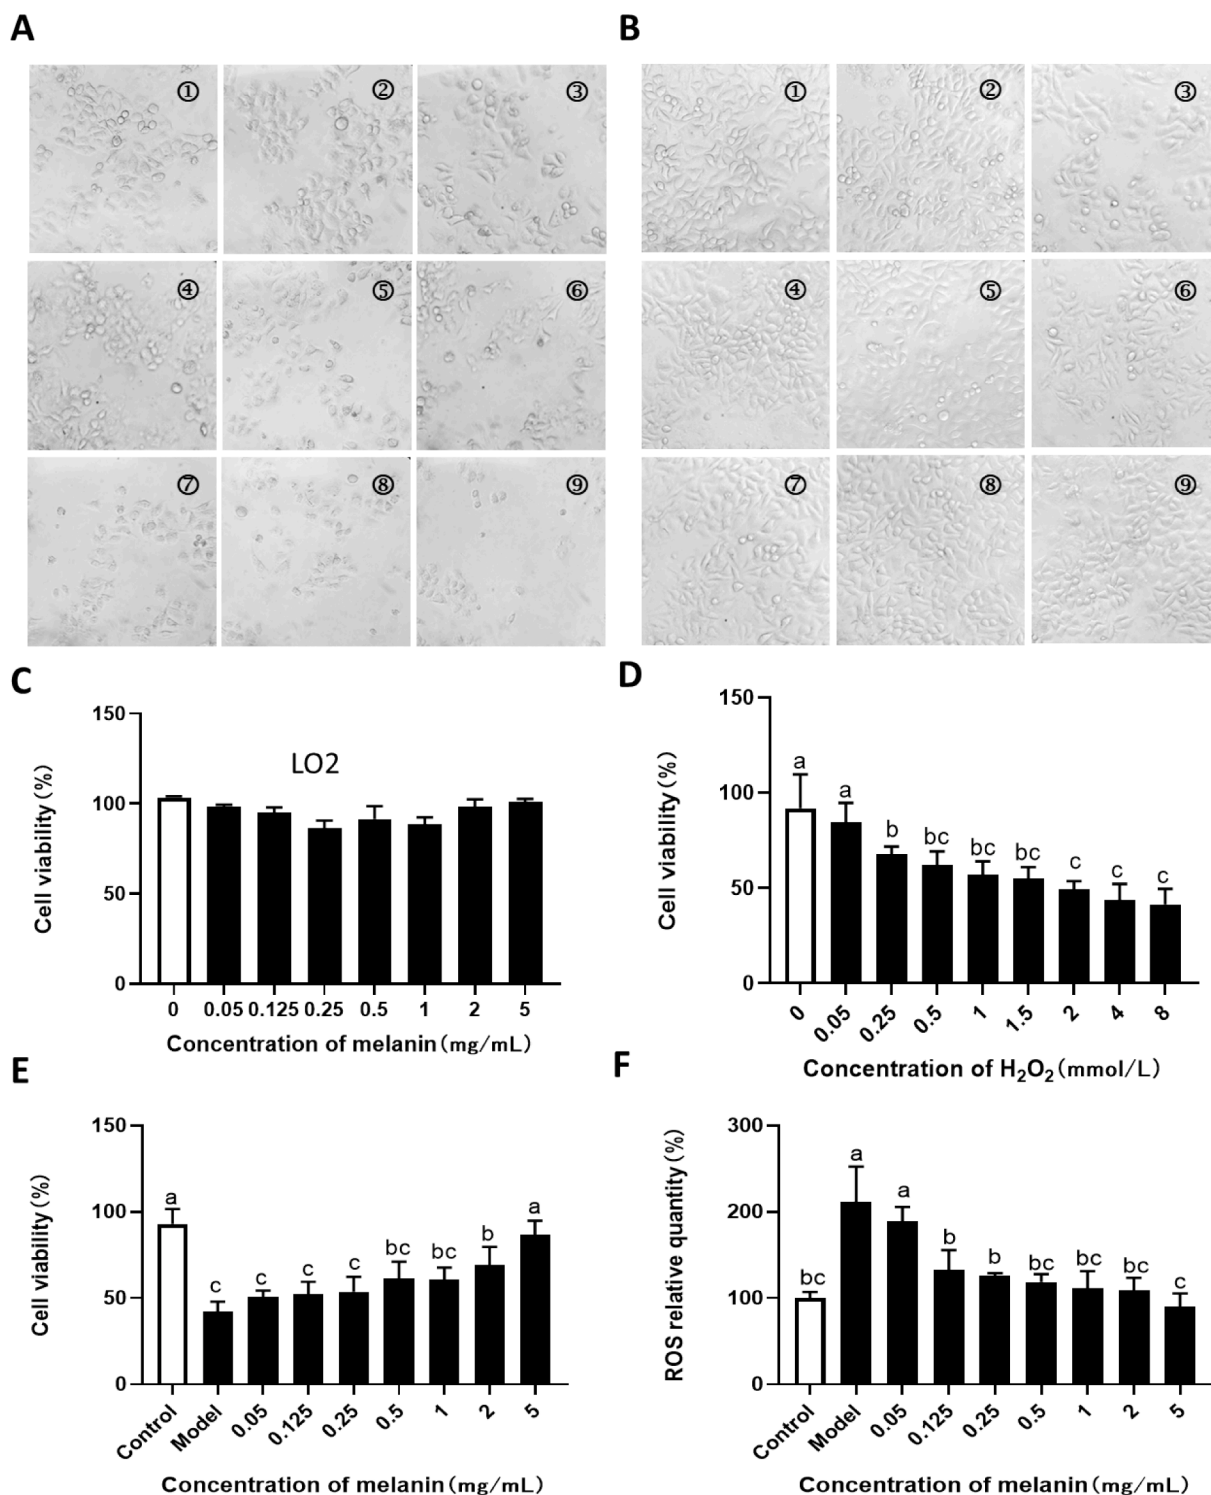 A
B
① ② ③
① ② ③
④ ⑤ ⑥
④ ⑤ ⑥
⑦ ⑧ ⑨
⑦ ⑧ ⑨
C
150
100
50
0
Cell viability (%)
LO2
0 0.05 0.125 0.25 0.5 1 2 5
Concentration of melanin (mg/mL)
D
150
100
50
0
Cell viability (%)
a a b bc bc bc c c c
0 0.05 0.25 0.5 1 1.5 2 4 8
Concentration of H₂O₂ (mmol/L)
E
150
100
50
0
Cell viability (%)
a c c c c bc bc b a
Control Model 0.05 0.125 0.25 0.5 1 2 5
Concentration of melanin (mg/mL)
F
300
200
100
0
ROS relative quantity (%)
bc a a b b bc bc bc c
Control Model 0.05 0.125 0.25 0.5 1 2 5
Concentration of melanin (mg/mL)